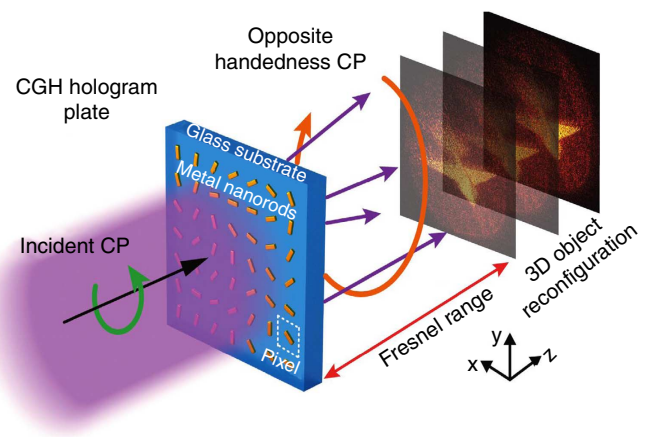 Opposite
handedness CP
CGH hologram
plate
Glass substrate
Metal nanorods
Incident CP
Pixel
Fresnel range
3D object
reconfiguration
y
x
z